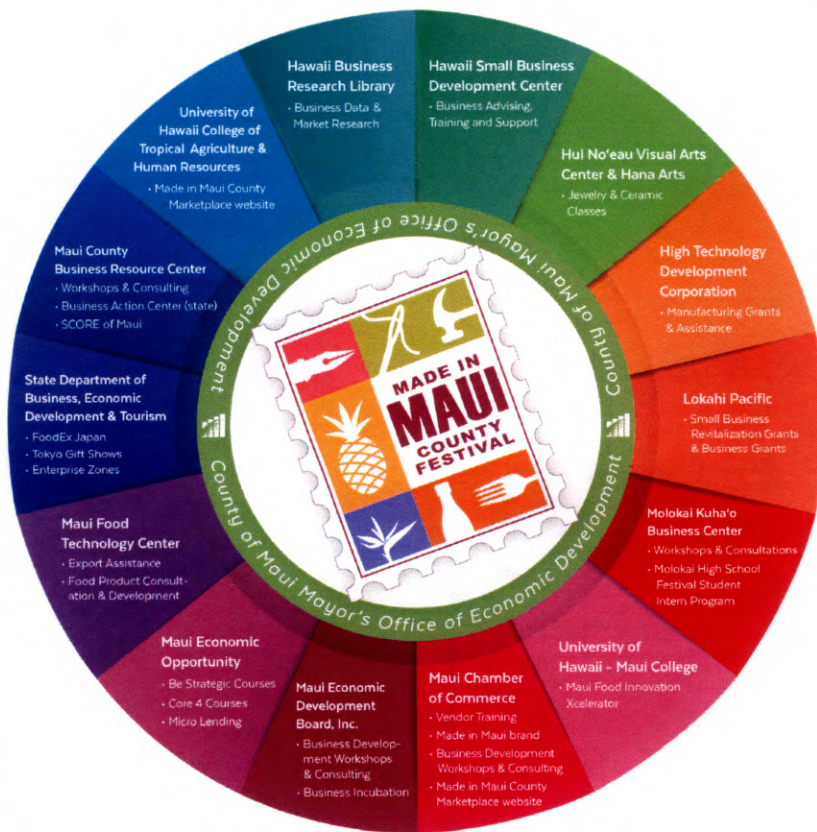 Hawaii Business
Research Library
• Business Data &
Market Research
Hawaii Small Business
Development Center
• Business Advising,
Training and Support
Hui No‘eau Visual Arts
Center & Hana Arts
• Jewelry & Ceramic
Classes
High Technology
Development
Corporation
• Manufacturing Grants
& Assistance
Lokahi Pacific
• Small Business
Revitalization Grants
& Business Grants
Molokai Kuha‘o
Business Center
• Workshops & Consultations
• Molokai High School
Festival Student
Intern Program
University of
Hawaii - Maui College
• Maui Food Innovation
Xcelerator
Maui Chamber
of Commerce
• Vendor Training
• Made in Maui brand
• Business Development
Workshops & Consulting
• Made in Maui County
Marketplace website
Maui Economic
Development
Board, Inc.
• Business Develop-
ment Workshops
& Consulting
• Business Incubation
Maui Economic
Opportunity
• Be Strategic Courses
• Core 4 Courses
• Micro Lending
Maui Food
Technology Center
• Export Assistance
• Food Product Consult-
ation & Development
State Department of
Business, Economic
Development & Tourism
• FoodEx Japan
• Tokyo Gift Shows
• Enterprise Zones
Maui County
Business Resource Center
• Workshops & Consulting
• Business Action Center (state)
• SCORE of Maui
University of
Hawaii College of
Tropical Agriculture &
Human Resources
• Made in Maui County
Marketplace website
County of Maui Mayor's Office of Economic Development
County of Maui Mayor's Office of Economic Development
MADE IN
MAUI
COUNTY
FESTIVAL